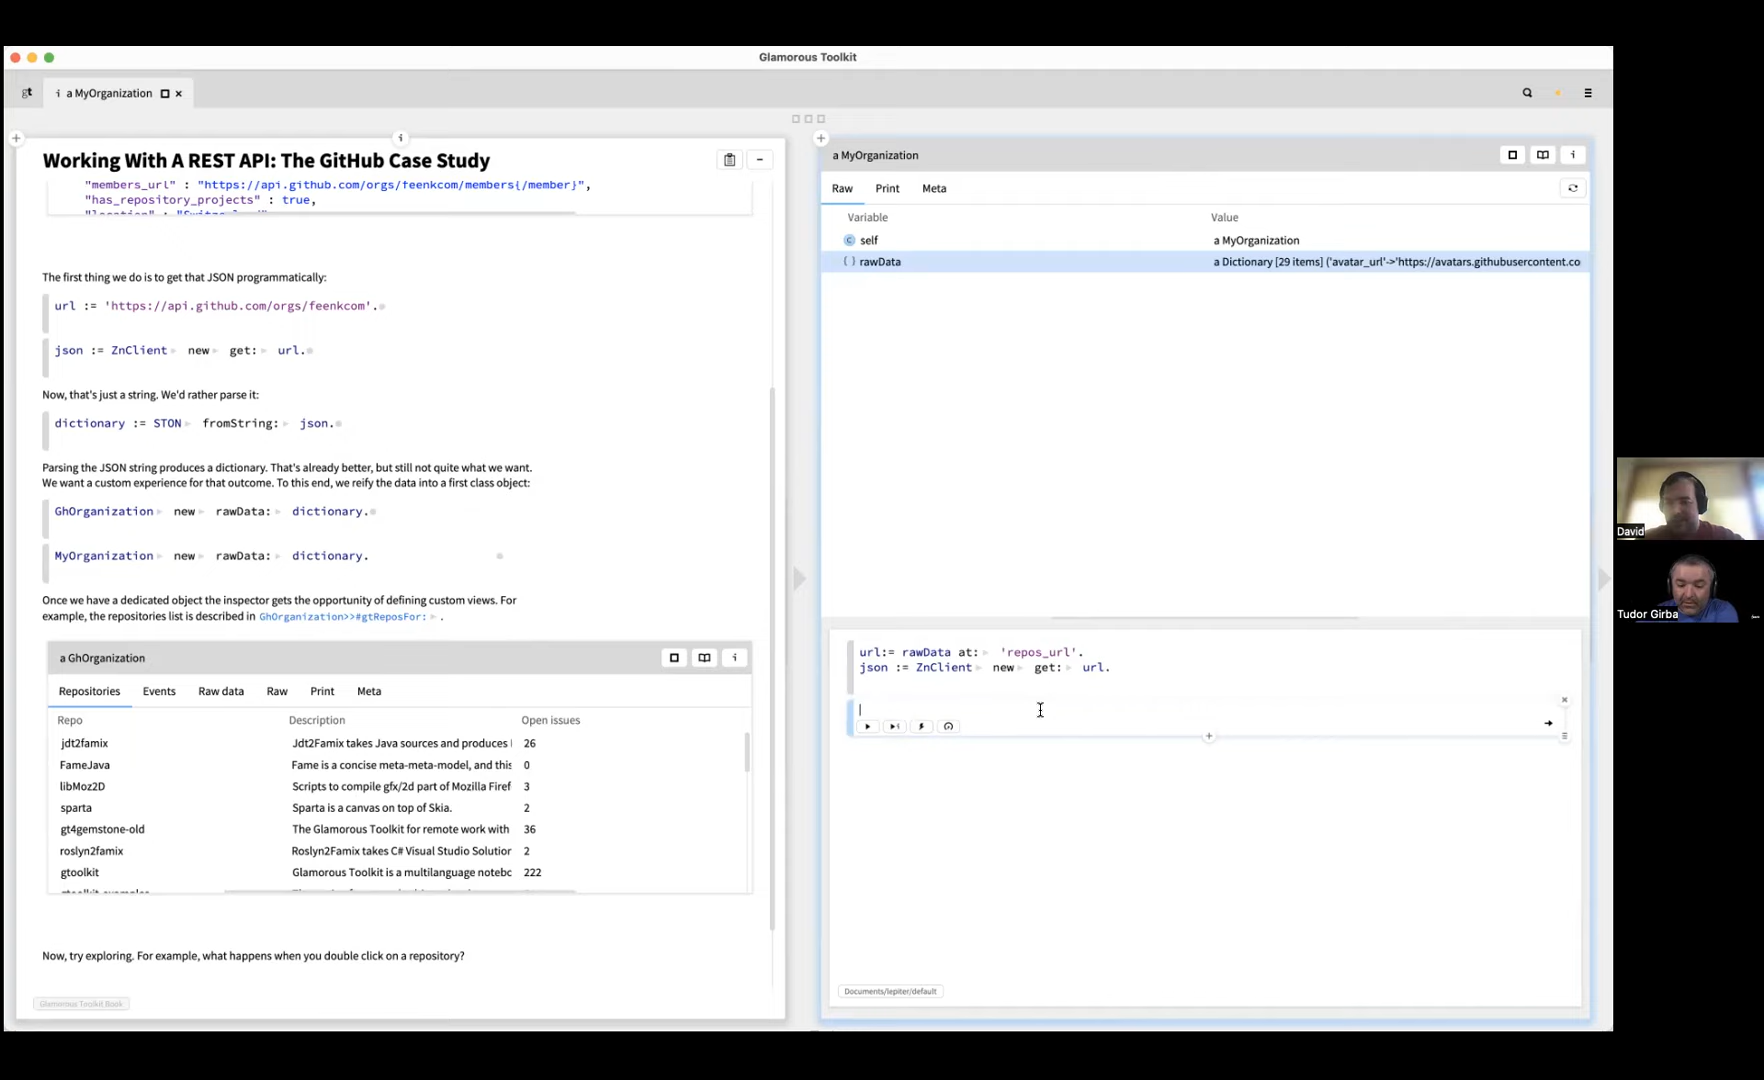 Glamorous Toolkit
gt
i a MyOrganization
Working With A REST API: The GitHub Case Study
"members_url" : "https://api.github.com/orgs/feenkcom/members{/member}",
"has_repository_projects" : true,
The first thing we do is to get that JSON programmatically:
url := 'https://api.github.com/orgs/feenkcom'.
json := ZnClient new get: url.
Now, that's just a string. We'd rather parse it:
dictionary := STON fromString: json.
Parsing the JSON string produces a dictionary. That's already better, but still not quite what we want.
We want a custom experience for that outcome. To this end, we reify the data into a first class object:
GhOrganization new rawData: dictionary.
MyOrganization new rawData: dictionary.
Once we have a dedicated object the inspector gets the opportunity of defining custom views. For
example, the repositories list is described in GhOrganization>>#gtReposFor: .
a GhOrganization
Repositories Events Raw data Raw Print Meta
Repo Description Open issues
jdt2famix Jdt2Famix takes Java sources and produces 26
FameJava Fame is a concise meta-meta-model, and this 0
libMoz2D Scripts to compile gfx/2d part of Mozilla Firef 3
sparta Sparta is a canvas on top of Skia. 2
gt4gemstone-old The Glamorous Toolkit for remote work with 36
roslyn2famix Roslyn2Famix takes C# Visual Studio Solution 2
gtoolkit Glamorous Toolkit is a multilanguage notebo 222
Now, try exploring. For example, what happens when you double click on a repository?
Glamorous Toolkit Book
a MyOrganization
Raw Print Meta
Variable Value
self a MyOrganization
rawData a Dictionary [29 items] ('avatar_url'->'https://avatars.githubusercontent.co
url:= rawData at: 'repos_url'.
json := ZnClient new get: url.
Documents/lepiter/default
David
Tudor Girba